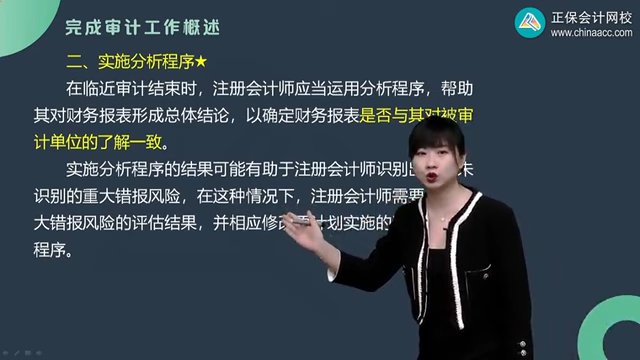 完成审计工作概述
正保会计网校
www.chinaacc.com
二、实施分析程序★
在临近审计结束时，注册会计师应当运用分析程序，帮助
其对财务报表形成总体结论，以确定财务报表是否与其对被审
计单位的了解一致。
实施分析程序的结果可能有助于注册会计师识别出 未
识别的重大错报风险，在这种情况下，注册会计师需要
大错报风险的评估结果，并相应修 计划实施的
程序。